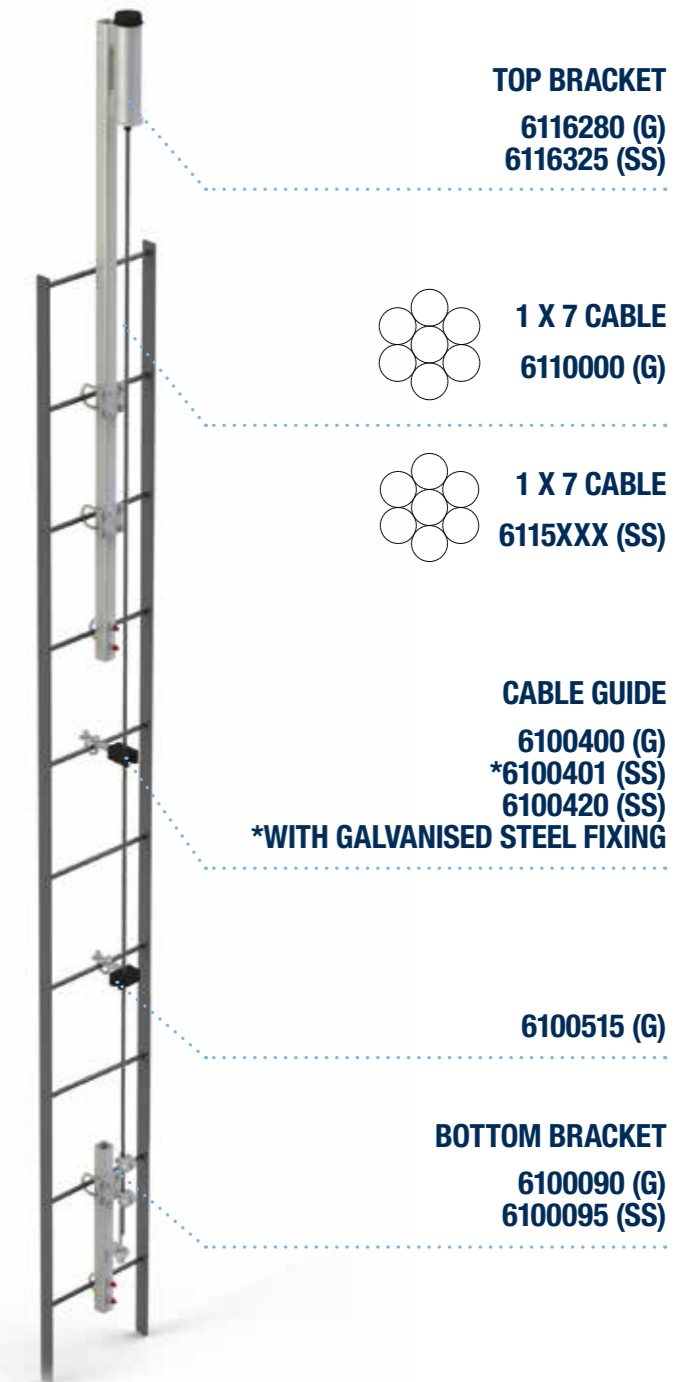 TOP BRACKET
6116280 (G)
6116325 (SS)
1 X 7 CABLE
6110000 (G)
1 X 7 CABLE
6115XXX (SS)
CABLE GUIDE
6100400 (G)
*6100401 (SS)
6100420 (SS)
*WITH GALVANISED STEEL FIXING
6100515 (G)
BOTTOM BRACKET
6100090 (G)
6100095 (SS)